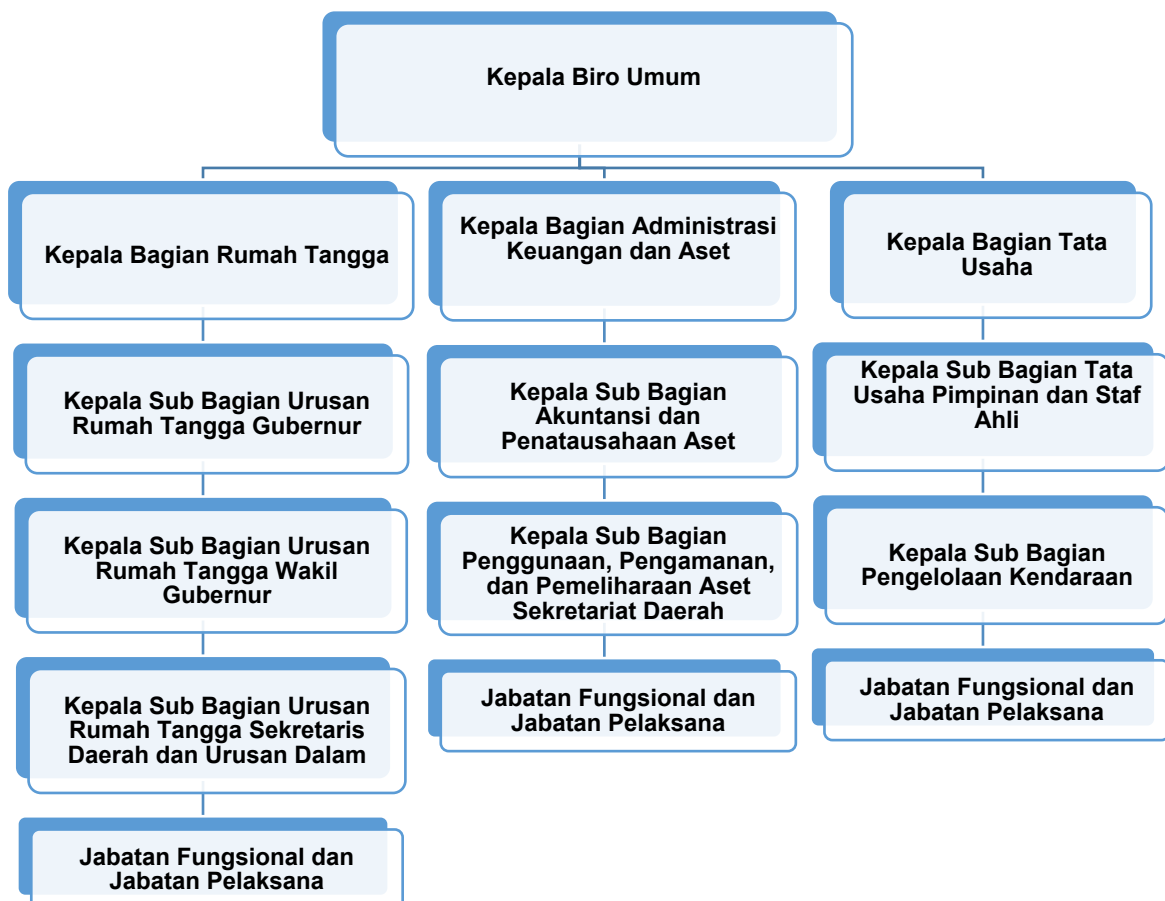 Kepala Biro Umum
Kepala Bagian Rumah Tangga
Kepala Sub Bagian Urusan
Rumah Tangga Gubernur
Kepala Sub Bagian Urusan
Rumah Tangga Wakil
Gubernur
Kepala Sub Bagian Urusan
Rumah Tangga Sekretaris
Daerah dan Urusan Dalam
Jabatan Fungsional dan
Jabatan Pelaksana
Kepala Bagian Administrasi
Keuangan dan Aset
Kepala Sub Bagian
Akuntansi dan
Penatausahaan Aset
Kepala Sub Bagian
Penggunaan, Pengamanan,
dan Pemeliharaan Aset
Sekretariat Daerah
Jabatan Fungsional dan
Jabatan Pelaksana
Kepala Bagian Tata
Usaha
Kepala Sub Bagian Tata
Usaha Pimpinan dan Staf
Ahli
Kepala Sub Bagian
Pengelolaan Kendaraan
Jabatan Fungsional dan
Jabatan Pelaksana